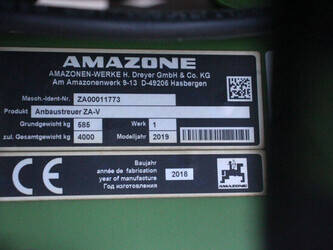 AMAZONE
AMAZONEN-WERKE H. Dreyer GmbH & Co. KG
Am Amazonenwerk 9-13 D-49205 Hasbergen
Masch.-Ident-Nr. ZA00011773
Produkt Anbaustreuer ZA-V
Grundgewicht kg 585 Werk 1
zul. Gesamtgewicht kg 4000 Modelljahr 2019
CE
Baujahr
année de fabrication
year of manufacture
Год изготовления
2018
AMAZONE